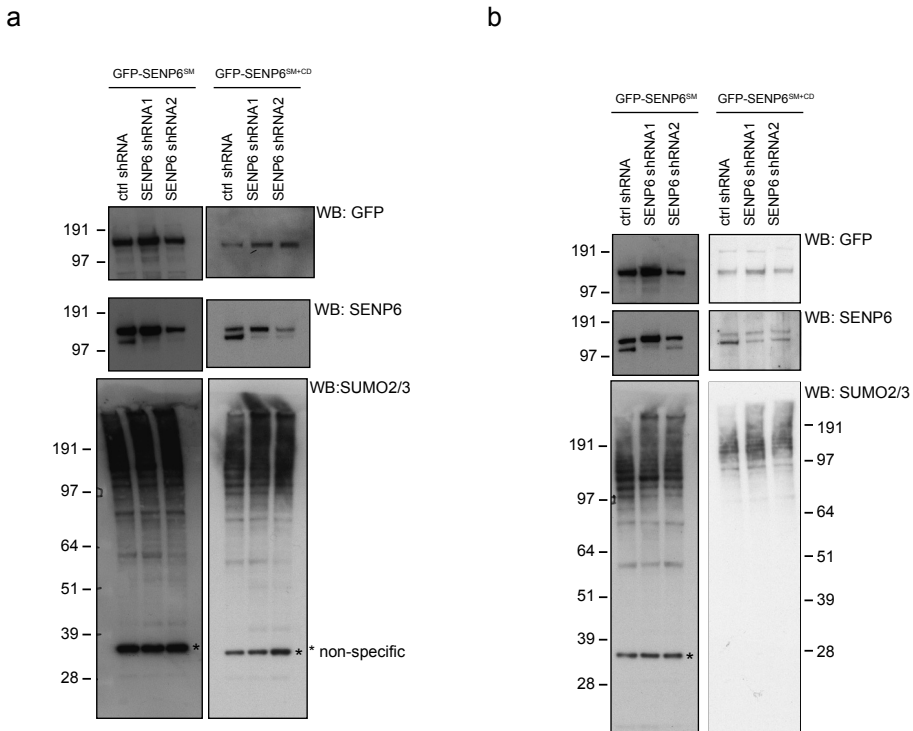 a
GFP-SENP6SM GFP-SENP6SM+CD
ctrl shRNA
SENP6 shRNA1
SENP6 shRNA2
ctrl shRNA
SENP6 shRNA1
SENP6 shRNA2
WB: GFP
191
97
WB: SENP6
191
97
WB:SUMO2/3
191
97
64
51
39
28
*
*
* non-specific
b
GFP-SENP6SM GFP-SENP6SM+CD
ctrl shRNA
SENP6 shRNA1
SENP6 shRNA2
ctrl shRNA
SENP6 shRNA1
SENP6 shRNA2
WB: GFP
191
97
WB: SENP6
191
97
WB: SUMO2/3
191
97
64
51
39
28
*
191
97
64
51
39
28